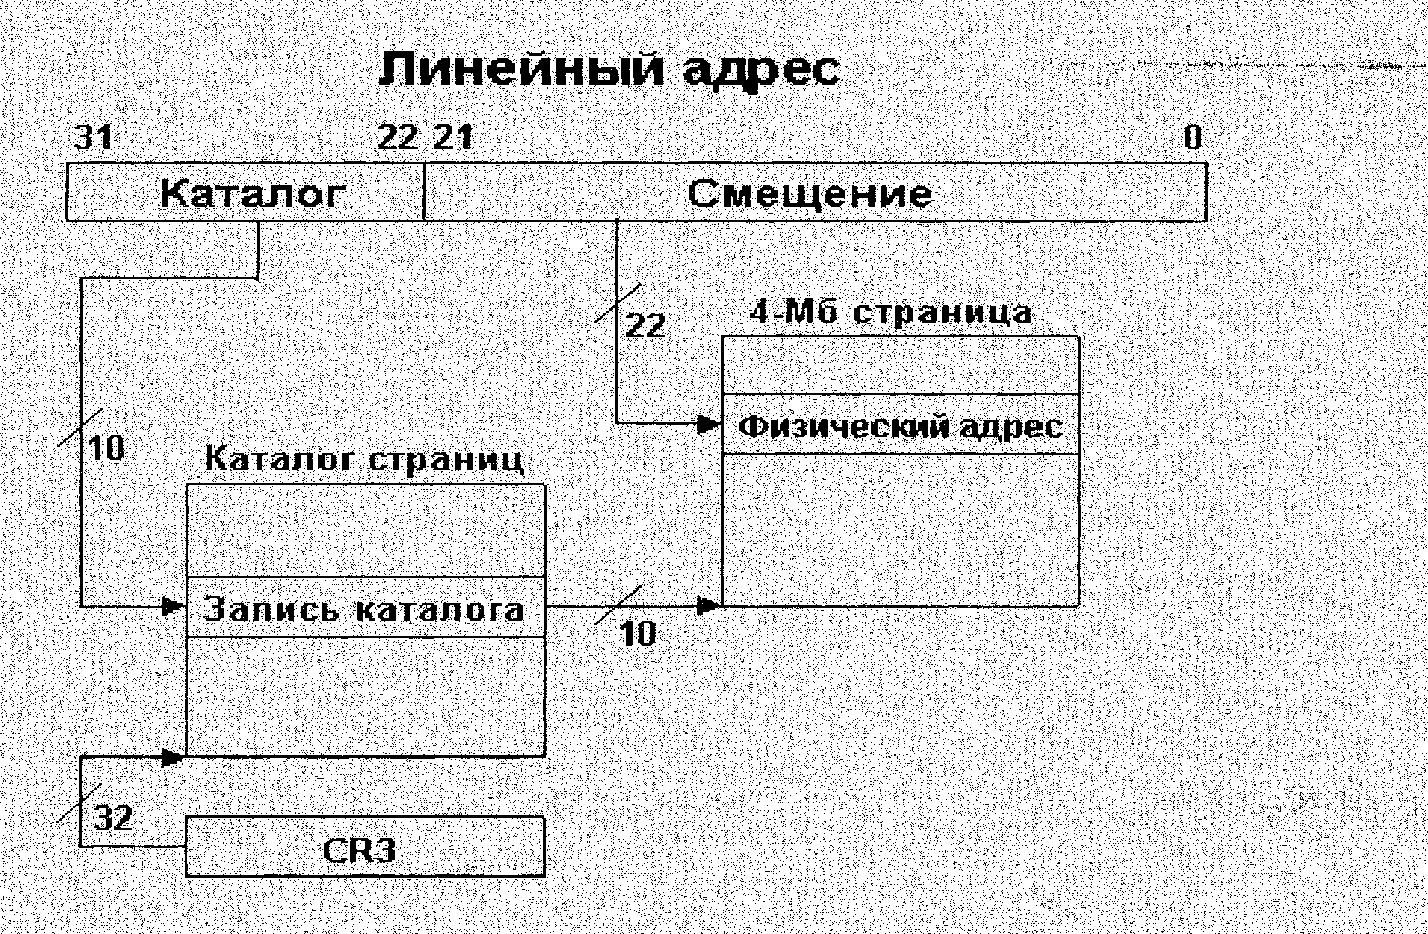 Линейный адрес
31 22 21 0
Каталог Смещение
4-Мб страница
22
Физический адрес
10
Каталог страниц
Запись каталога
10
32
CR3